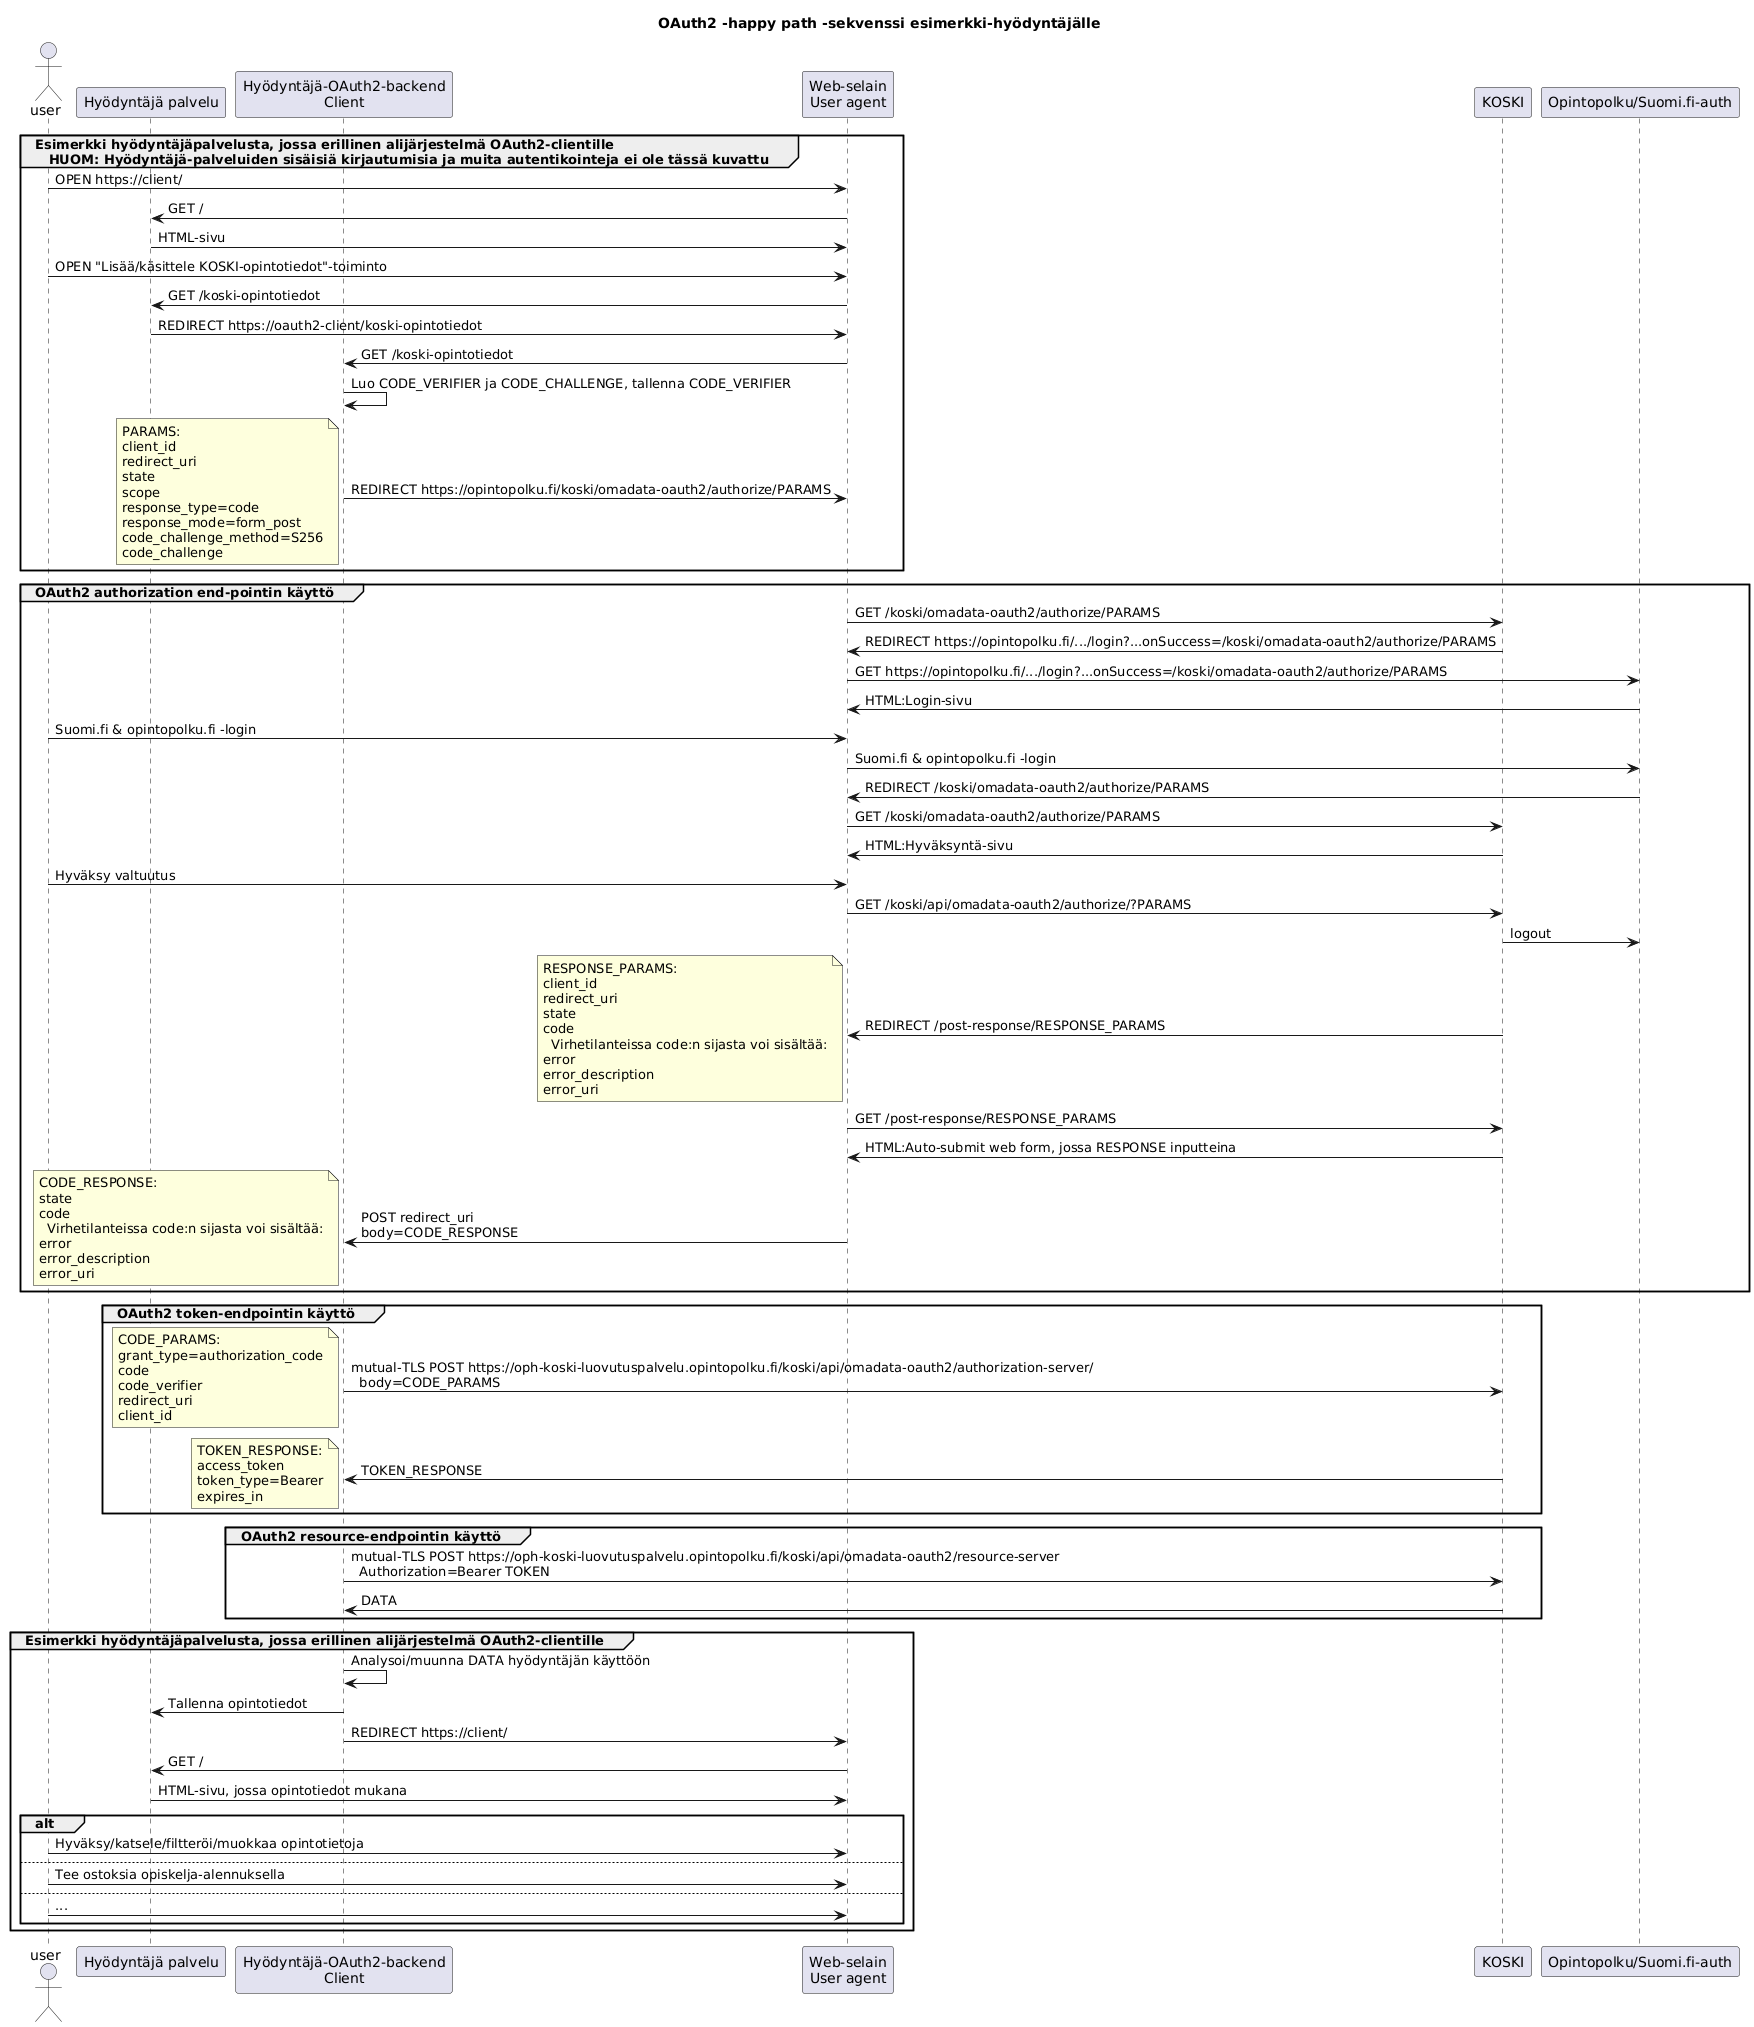 OAuth2 -happy path -sekvenssi esimerkki-hyödyntäjälle
user
Hyödyntäjä palvelu
Hyödyntäjä-OAuth2-backend
Client
Web-selain
User agent
KOSKI
Opintopolku/Suomi.fi-auth
Esimerkki hyödyntäjäpalvelusta, jossa erillinen alijärjestelmä OAuth2-clientille
HUOM: Hyödyntäjä-palveluiden sisäisiä kirjautumisia ja muita autentikointeja ei ole tässä kuvattu
OPEN https://client/
GET /
HTML-sivu
OPEN "Lisää/käsittele KOSKI-opintotiedot"-toiminto
GET /koski-opintotiedot
REDIRECT https://oauth2-client/koski-opintotiedot
GET /koski-opintotiedot
Luo CODE_VERIFIER ja CODE_CHALLENGE, tallenna CODE_VERIFIER
PARAMS:
client_id
redirect_uri
state
scope
response_type=code
response_mode=form_post
code_challenge_method=S256
code_challenge
REDIRECT https://opintopolku.fi/koski/omadata-oauth2/authorize/PARAMS
OAuth2 authorization end-pointin käyttö
GET /koski/omadata-oauth2/authorize/PARAMS
REDIRECT https://opintopolku.fi/.../login?...onSuccess=/koski/omadata-oauth2/authorize/PARAMS
GET https://opintopolku.fi/.../login?...onSuccess=/koski/omadata-oauth2/authorize/PARAMS
HTML:Login-sivu
Suomi.fi & opintopolku.fi -login
Suomi.fi & opintopolku.fi -login
REDIRECT /koski/omadata-oauth2/authorize/PARAMS
GET /koski/omadata-oauth2/authorize/PARAMS
HTML:Hyväksyntä-sivu
Hyväksy valtuutus
GET /koski/api/omadata-oauth2/authorize/?PARAMS
logout
RESPONSE_PARAMS:
client_id
redirect_uri
state
code
Virhetilanteissa code:n sijasta voi sisältää:
error
error_description
error_uri
REDIRECT /post-response/RESPONSE_PARAMS
GET /post-response/RESPONSE_PARAMS
HTML:Auto-submit web form, jossa RESPONSE inputteina
CODE_RESPONSE:
state
code
Virhetilanteissa code:n sijasta voi sisältää:
error
error_description
error_uri
POST redirect_uri
body=CODE_RESPONSE
OAuth2 token-endpointin käyttö
CODE_PARAMS:
grant_type=authorization_code
code
code_verifier
redirect_uri
client_id
mutual-TLS POST https://oph-koski-luovutuspalvelu.opintopolku.fi/koski/api/omadata-oauth2/authorization-server/
body=CODE_PARAMS
TOKEN_RESPONSE:
access_token
token_type=Bearer
expires_in
TOKEN_RESPONSE
OAuth2 resource-endpointin käyttö
mutual-TLS POST https://oph-koski-luovutuspalvelu.opintopolku.fi/koski/api/omadata-oauth2/resource-server
Authorization=Bearer TOKEN
DATA
Esimerkki hyödyntäjäpalvelusta, jossa erillinen alijärjestelmä OAuth2-clientille
Analysoi/muunna DATA hyödyntäjän käyttöön
Tallenna opintotiedot
REDIRECT https://client/
GET /
HTML-sivu, jossa opintotiedot mukana
alt
Hyväksy/katsele/filtteröi/muokkaa opintotietoja
Tee ostoksia opiskelja-alennuksella
...
user
Hyödyntäjä palvelu
Hyödyntäjä-OAuth2-backend
Client
Web-selain
User agent
KOSKI
Opintopolku/Suomi.fi-auth